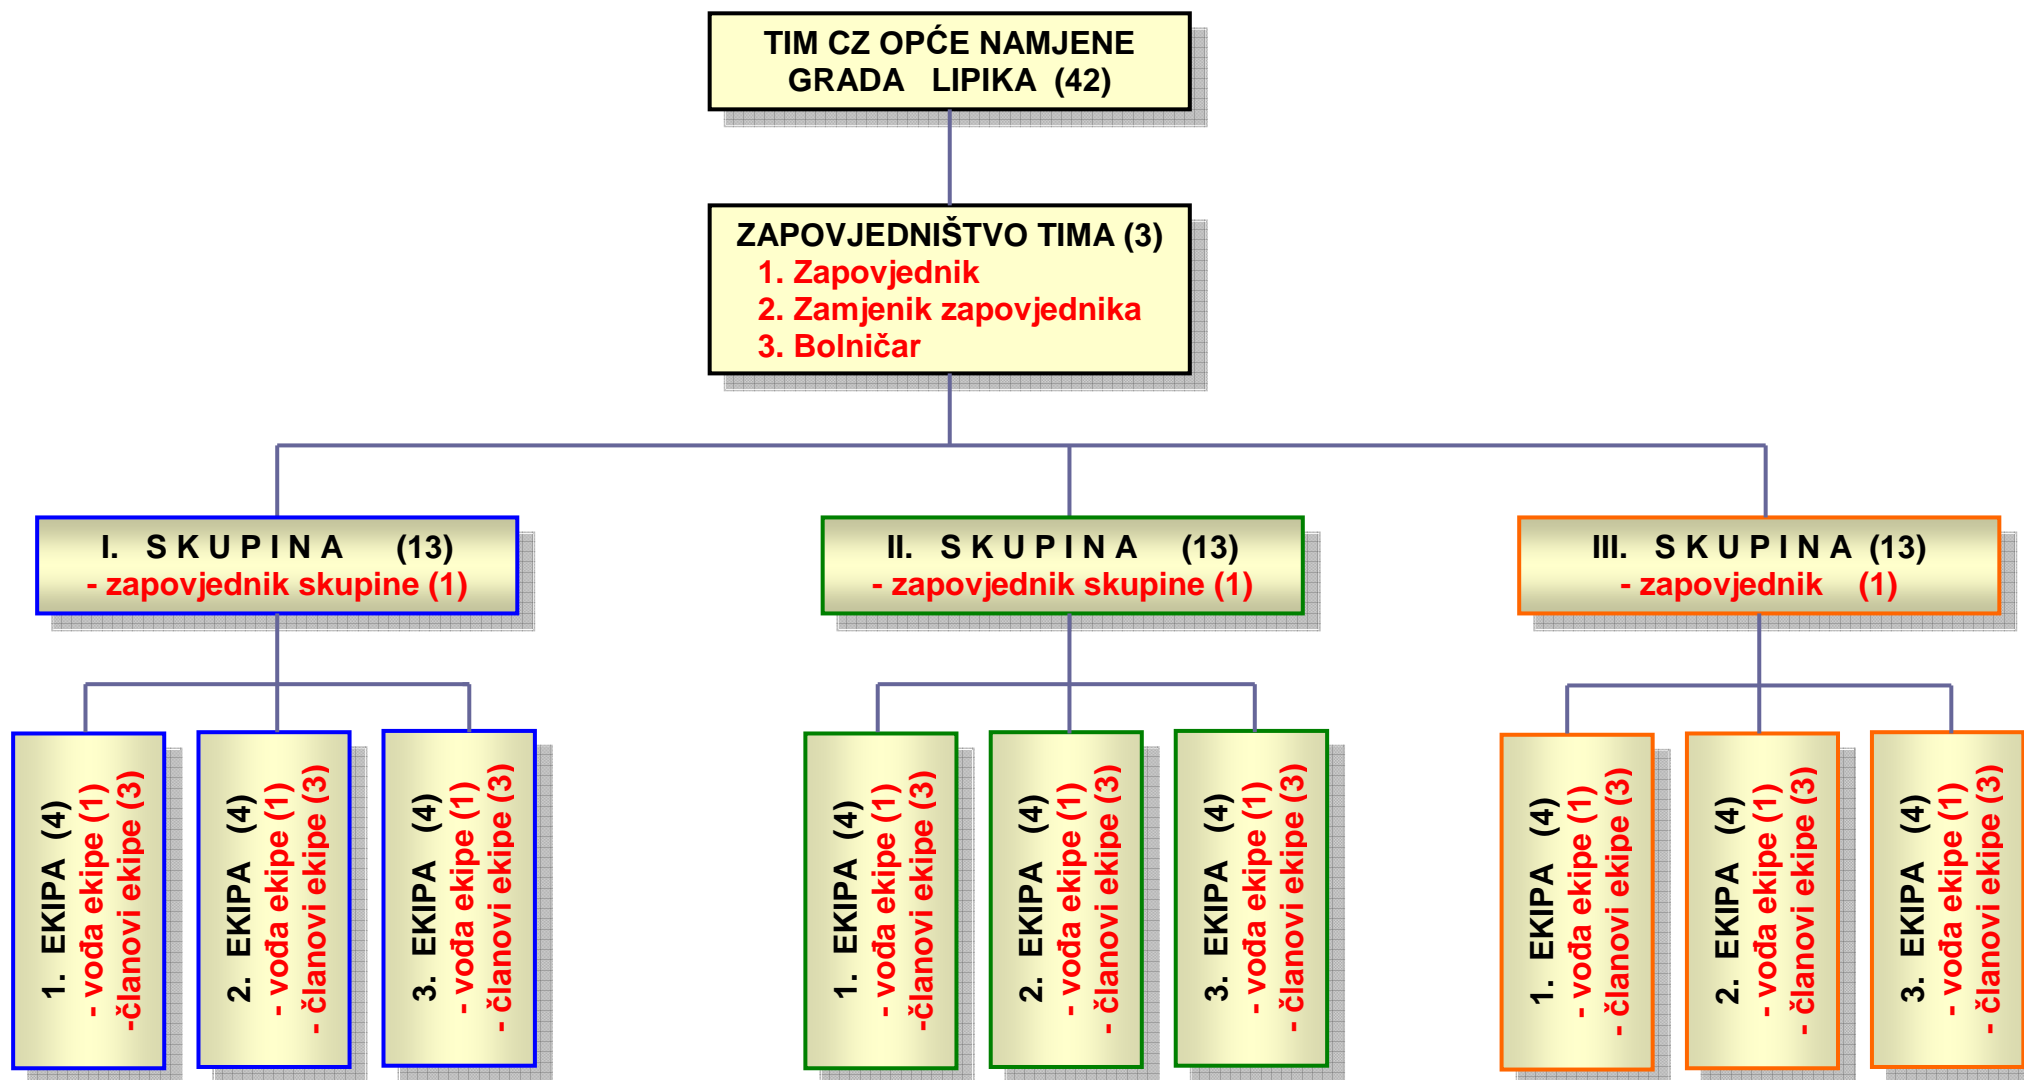 TIM CZ OPĆE NAMJENE
GRADA LIPIKA (42)
ZAPOVJEDNIŠTVO TIMA (3)
1. Zapovjednik
2. Zamjenik zapovjednika
3. Bolničar
I. S K U P I N A (13)
- zapovjednik skupine (1)
II. S K U P I N A (13)
- zapovjednik skupine (1)
III. S K U P I N A (13)
- zapovjednik (1)
1. EKIPA (4)
- vođa ekipe (1)
-članovi ekipe (3)
2. EKIPA (4)
- vođa ekipe (1)
- članovi ekipe (3)
3. EKIPA (4)
- vođa ekipe (1)
- članovi ekipe (3)
1. EKIPA (4)
- vođa ekipe (1)
-članovi ekipe (3)
2. EKIPA (4)
- vođa ekipe (1)
- članovi ekipe (3)
3. EKIPA (4)
- vođa ekipe (1)
- članovi ekipe (3)
1. EKIPA (4)
- vođa ekipe (1)
- članovi ekipe (3)
2. EKIPA (4)
- vođa ekipe (1)
- članovi ekipe (3)
3. EKIPA (4)
- vođa ekipe (1)
- članovi ekipe (3)